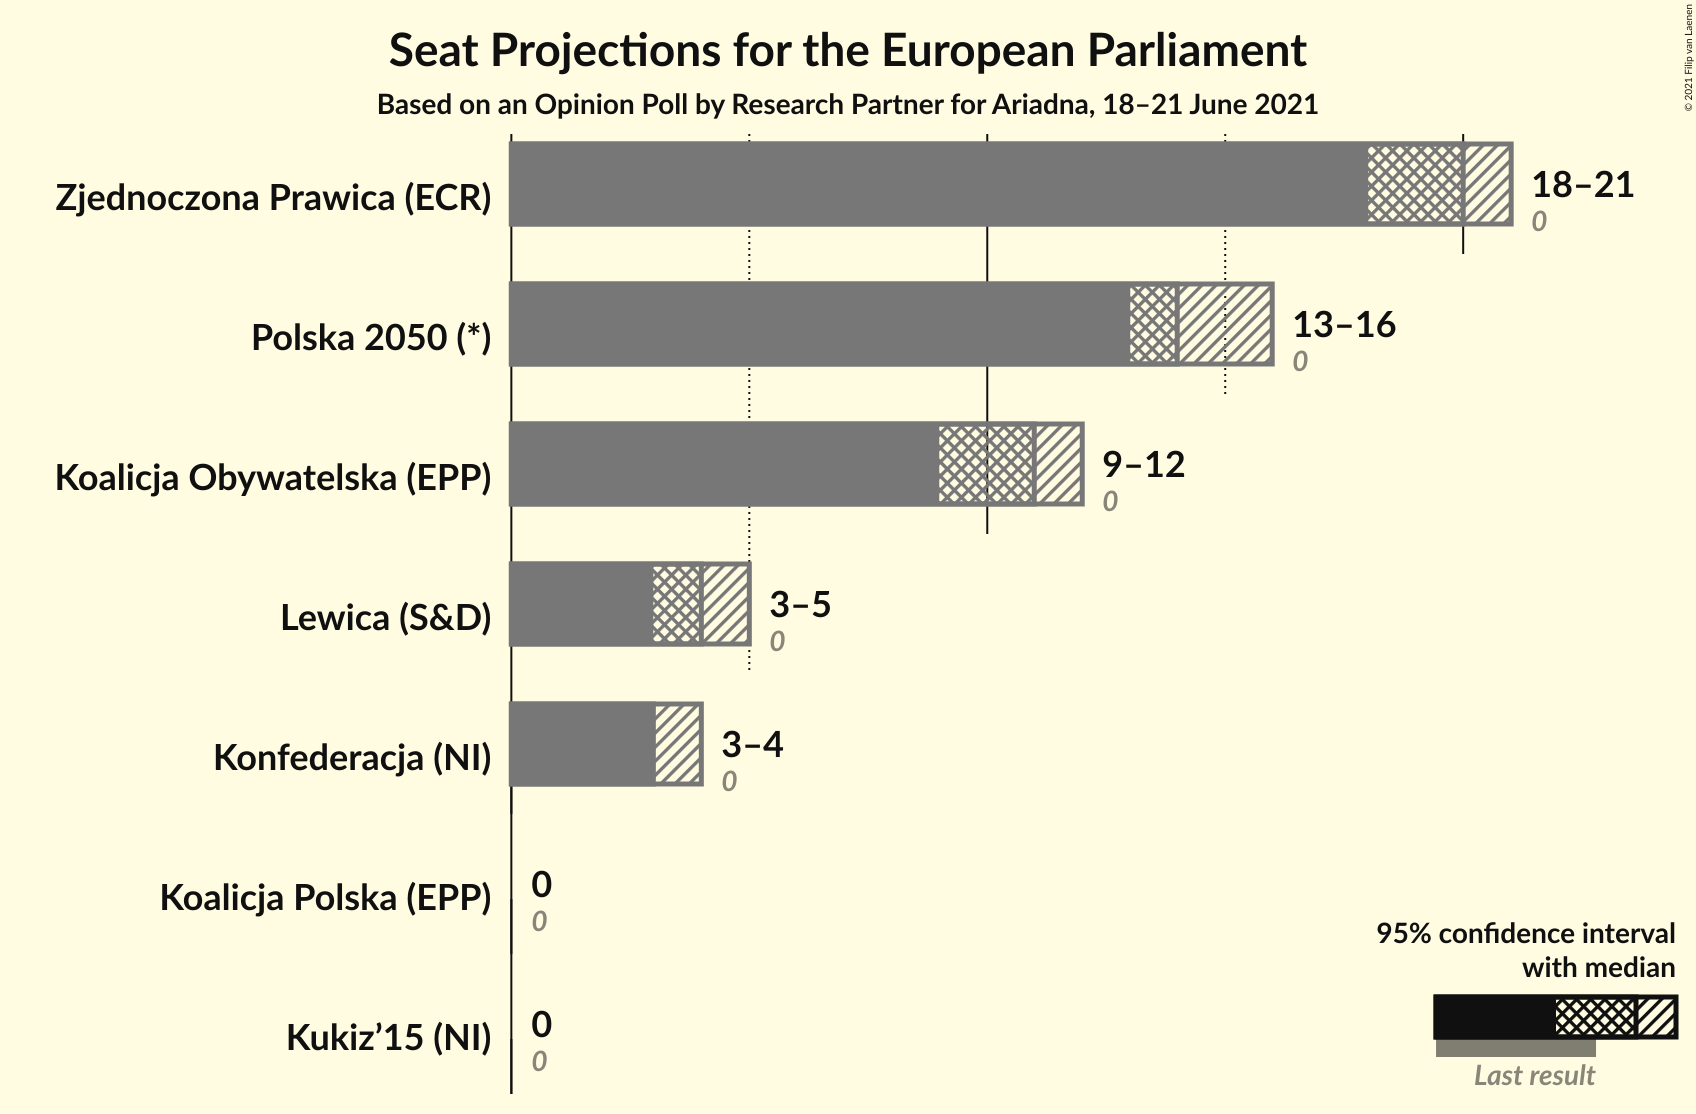 Seat Projections for the European Parliament
Based on an Opinion Poll by Research Partner for Ariadna, 18–21 June 2021
© 2021 Filip van Laenen
Zjednoczona Prawica (ECR)
18–21
0
Polska 2050 (*)
13–16
0
Koalicja Obywatelska (EPP)
9–12
0
Lewica (S&D)
3–5
0
Konfederacja (NI)
3–4
0
Koalicja Polska (EPP)
0
0
Kukiz’15 (NI)
0
0
95% confidence interval
with median
Last result